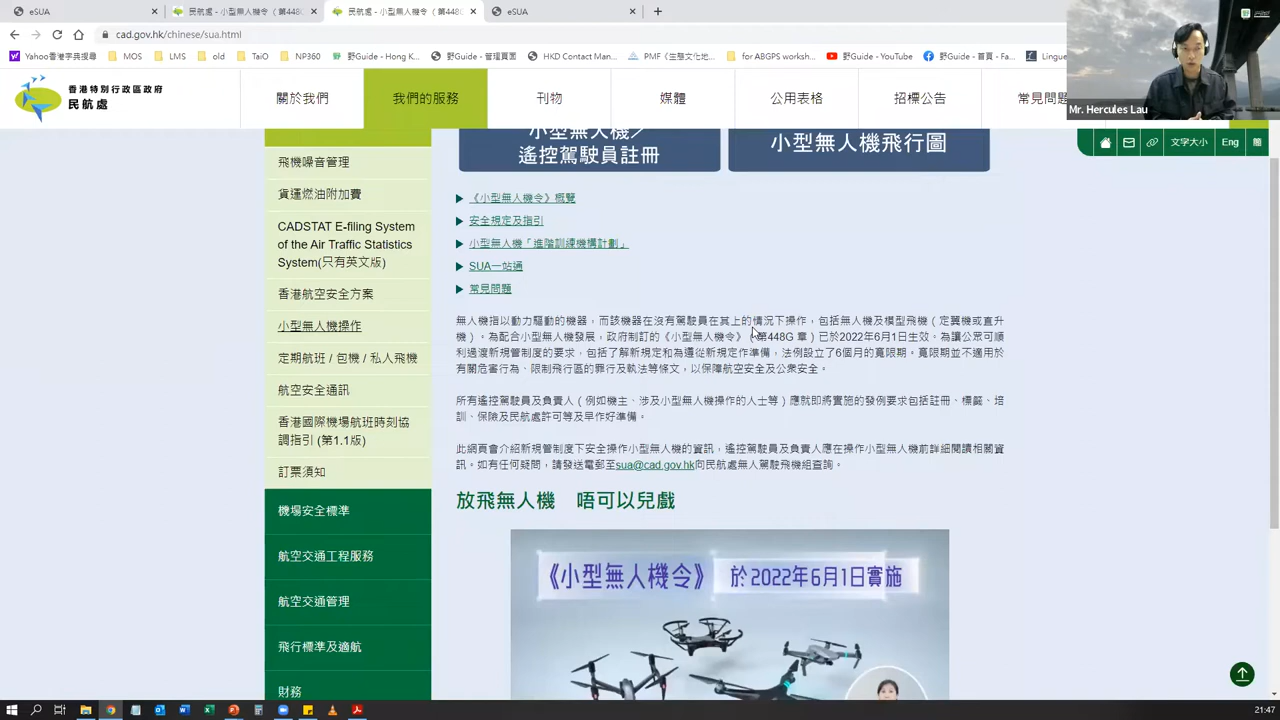 eSUA
民航處 - 小型無人機令（第448G
民航處 - 小型無人機令（第448G
eSUA
cad.gov.hk/chinese/sua.html
Yahoo香港字典搜尋
MOS
LMS
old
TaiO
NP360
野Guide - Hong K...
野Guide - 管理頁面
HKD Contact Man...
PMF（生態文化地...
for ABGPS worksh...
野Guide - YouTube
野Guide - 首頁 - Fa...
Lingue
Mr. Hercules Lau
香港特別行政區政府
民航處
關於我們
我們的服務
刊物
媒體
公用表格
招標公告
常見問題
文字大小
Eng
簡
飛機噪音管理
貨運燃油附加費
CADSTAT E-filing System
of the Air Traffic Statistics
System(只有英文版)
香港航空安全方案
小型無人機操作
定期航班 / 包機 / 私人飛機
航空安全通訊
香港國際機場航班時刻協
調指引 (第1.1版)
訂票須知
機場安全標準
航空交通工程服務
航空交通管理
飛行標準及適航
財務
小型無人機／
遙控駕駛員註冊
小型無人機飛行圖
《小型無人機令》概覽
安全規定及指引
小型無人機「進階訓練機構計劃」
SUA一站通
常見問題
無人機指以動力驅動的機器，而該機器在沒有駕駛員在其上的情況下操作，包括無人機及模型飛機（定翼機或直升
機）。為配合小型無人機發展，政府制訂的《小型無人機令》（第448G 章）已於2022年6月1日生效。為讓公眾可順
利過渡新規管制度的要求，包括了解新規定和為遵從新規定作準備，法例設立了6個月的寬限期。寬限期並不適用於
有關危害行為、限制飛行區的罪行及執法等條文，以保障航空安全及公眾安全。
所有遙控駕駛員及負責人（例如機主、涉及小型無人機操作的人士等）應就即將實施的發例要求包括註冊、標籤、培
訓、保險及民航處許可等及早作好準備。
此網頁會介紹新規管制度下安全操作小型無人機的資訊，遙控駕駛員及負責人應在操作小型無人機前詳細閱讀相關資
訊。如有任何疑問，請發送電郵至sua@cad.gov.hk向民航處無人駕駛飛機組查詢。
放飛無人機　唔可以兒戲
《小型無人機令》 於2022年6月1日實施
21:47